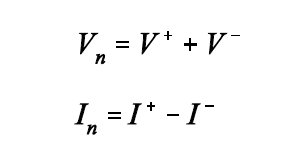 Vₙ = V⁺ + V⁻
Iₙ = I⁺ − I⁻